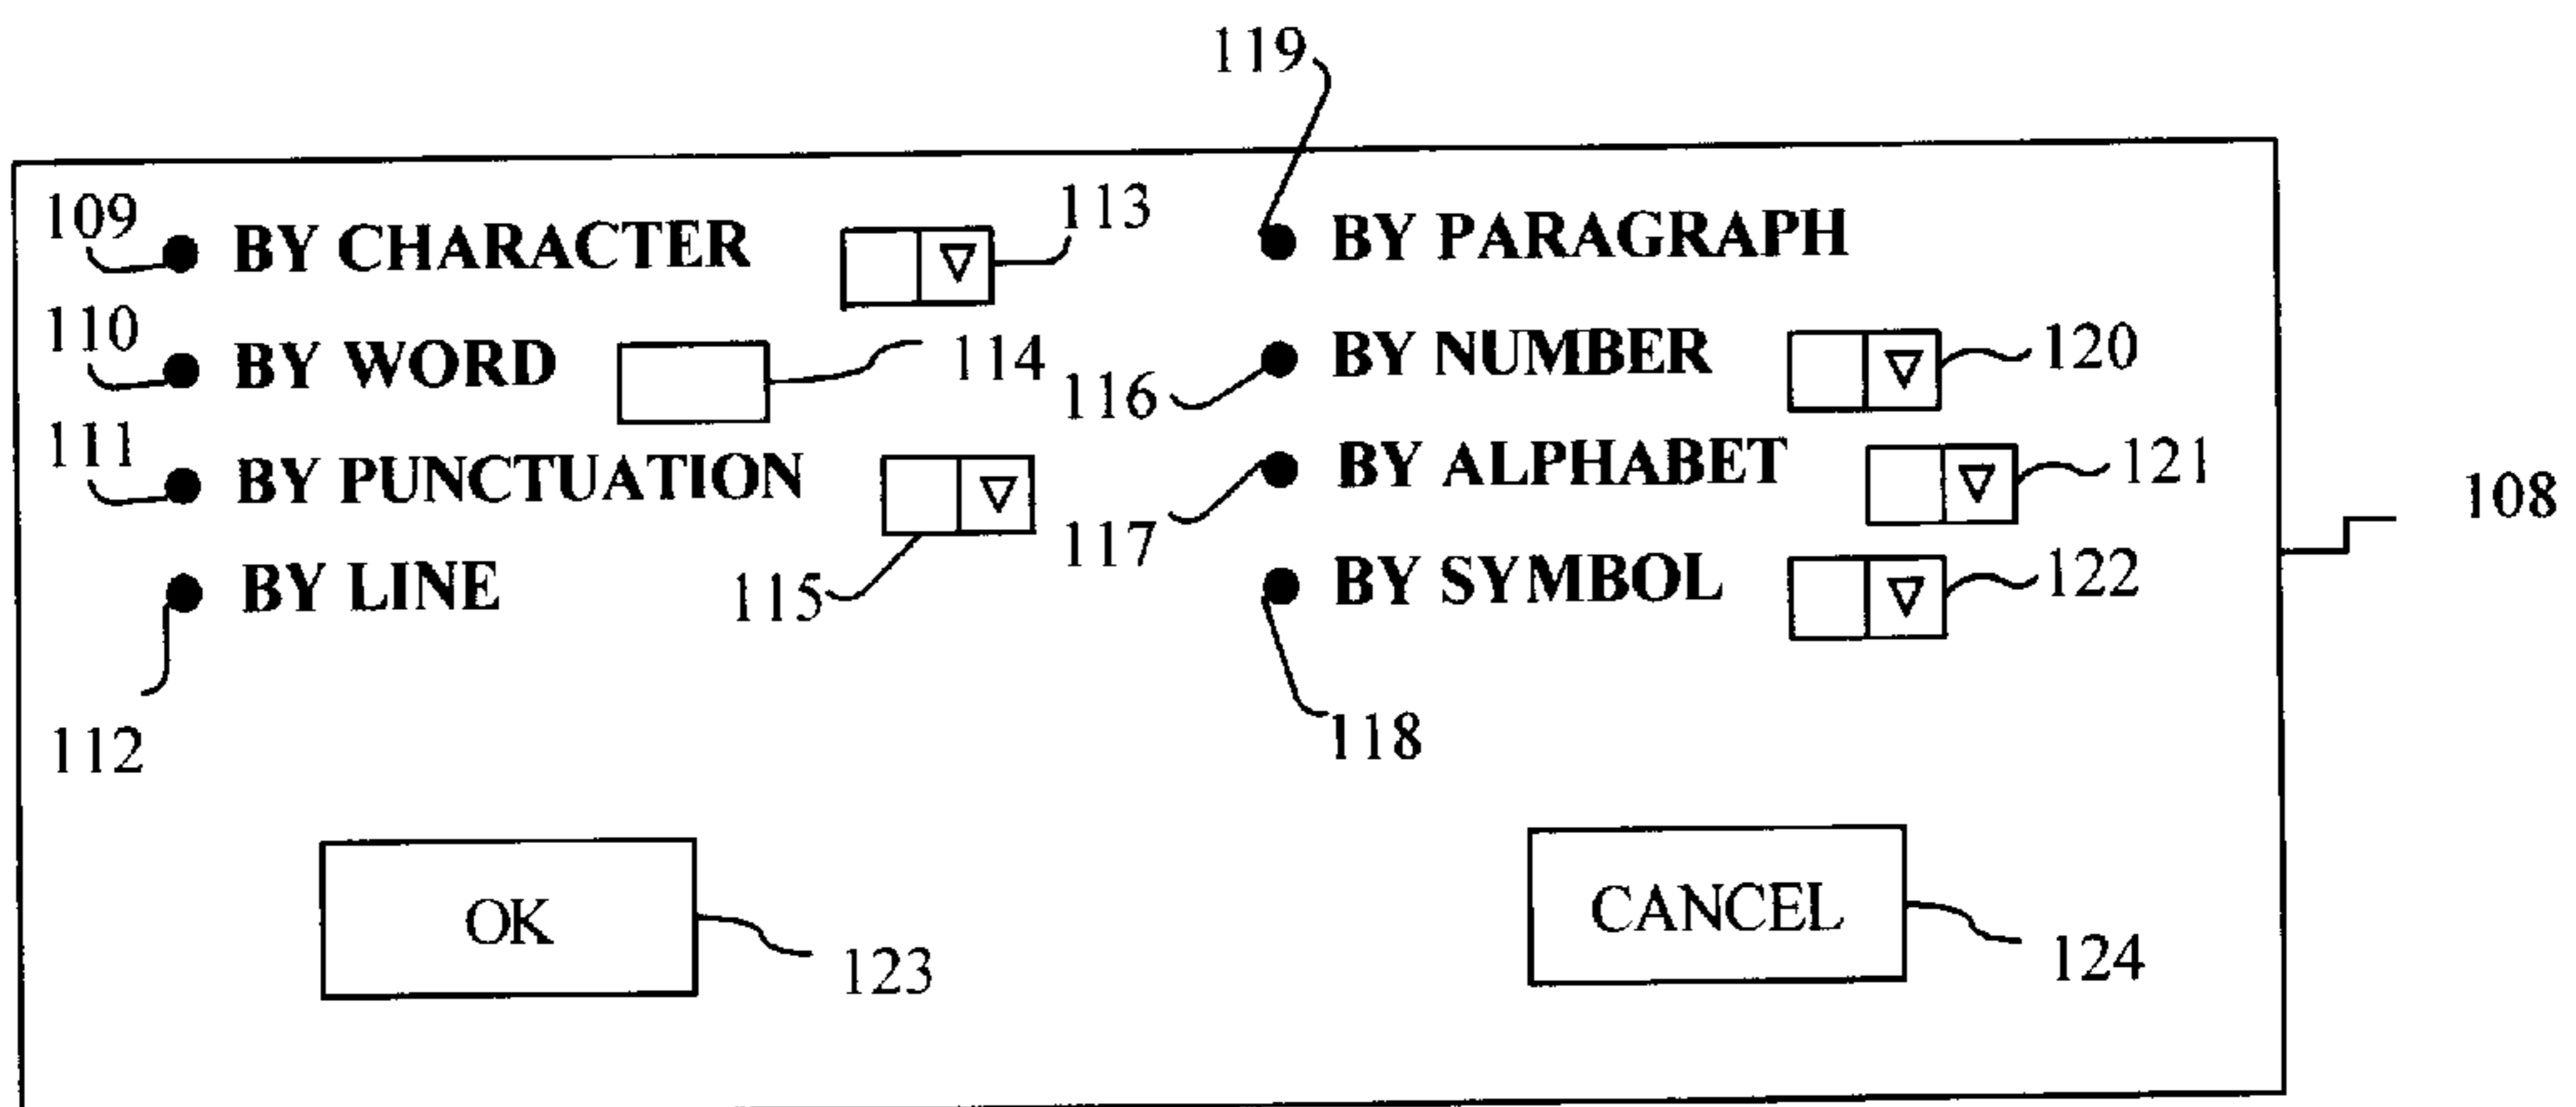 119
109 BY CHARACTER 113 BY PARAGRAPH
110 BY WORD 114 116 BY NUMBER 120
111 BY PUNCTUATION 115 117 BY ALPHABET 121 108
112 BY LINE 118 BY SYMBOL 122
OK 123 CANCEL 124